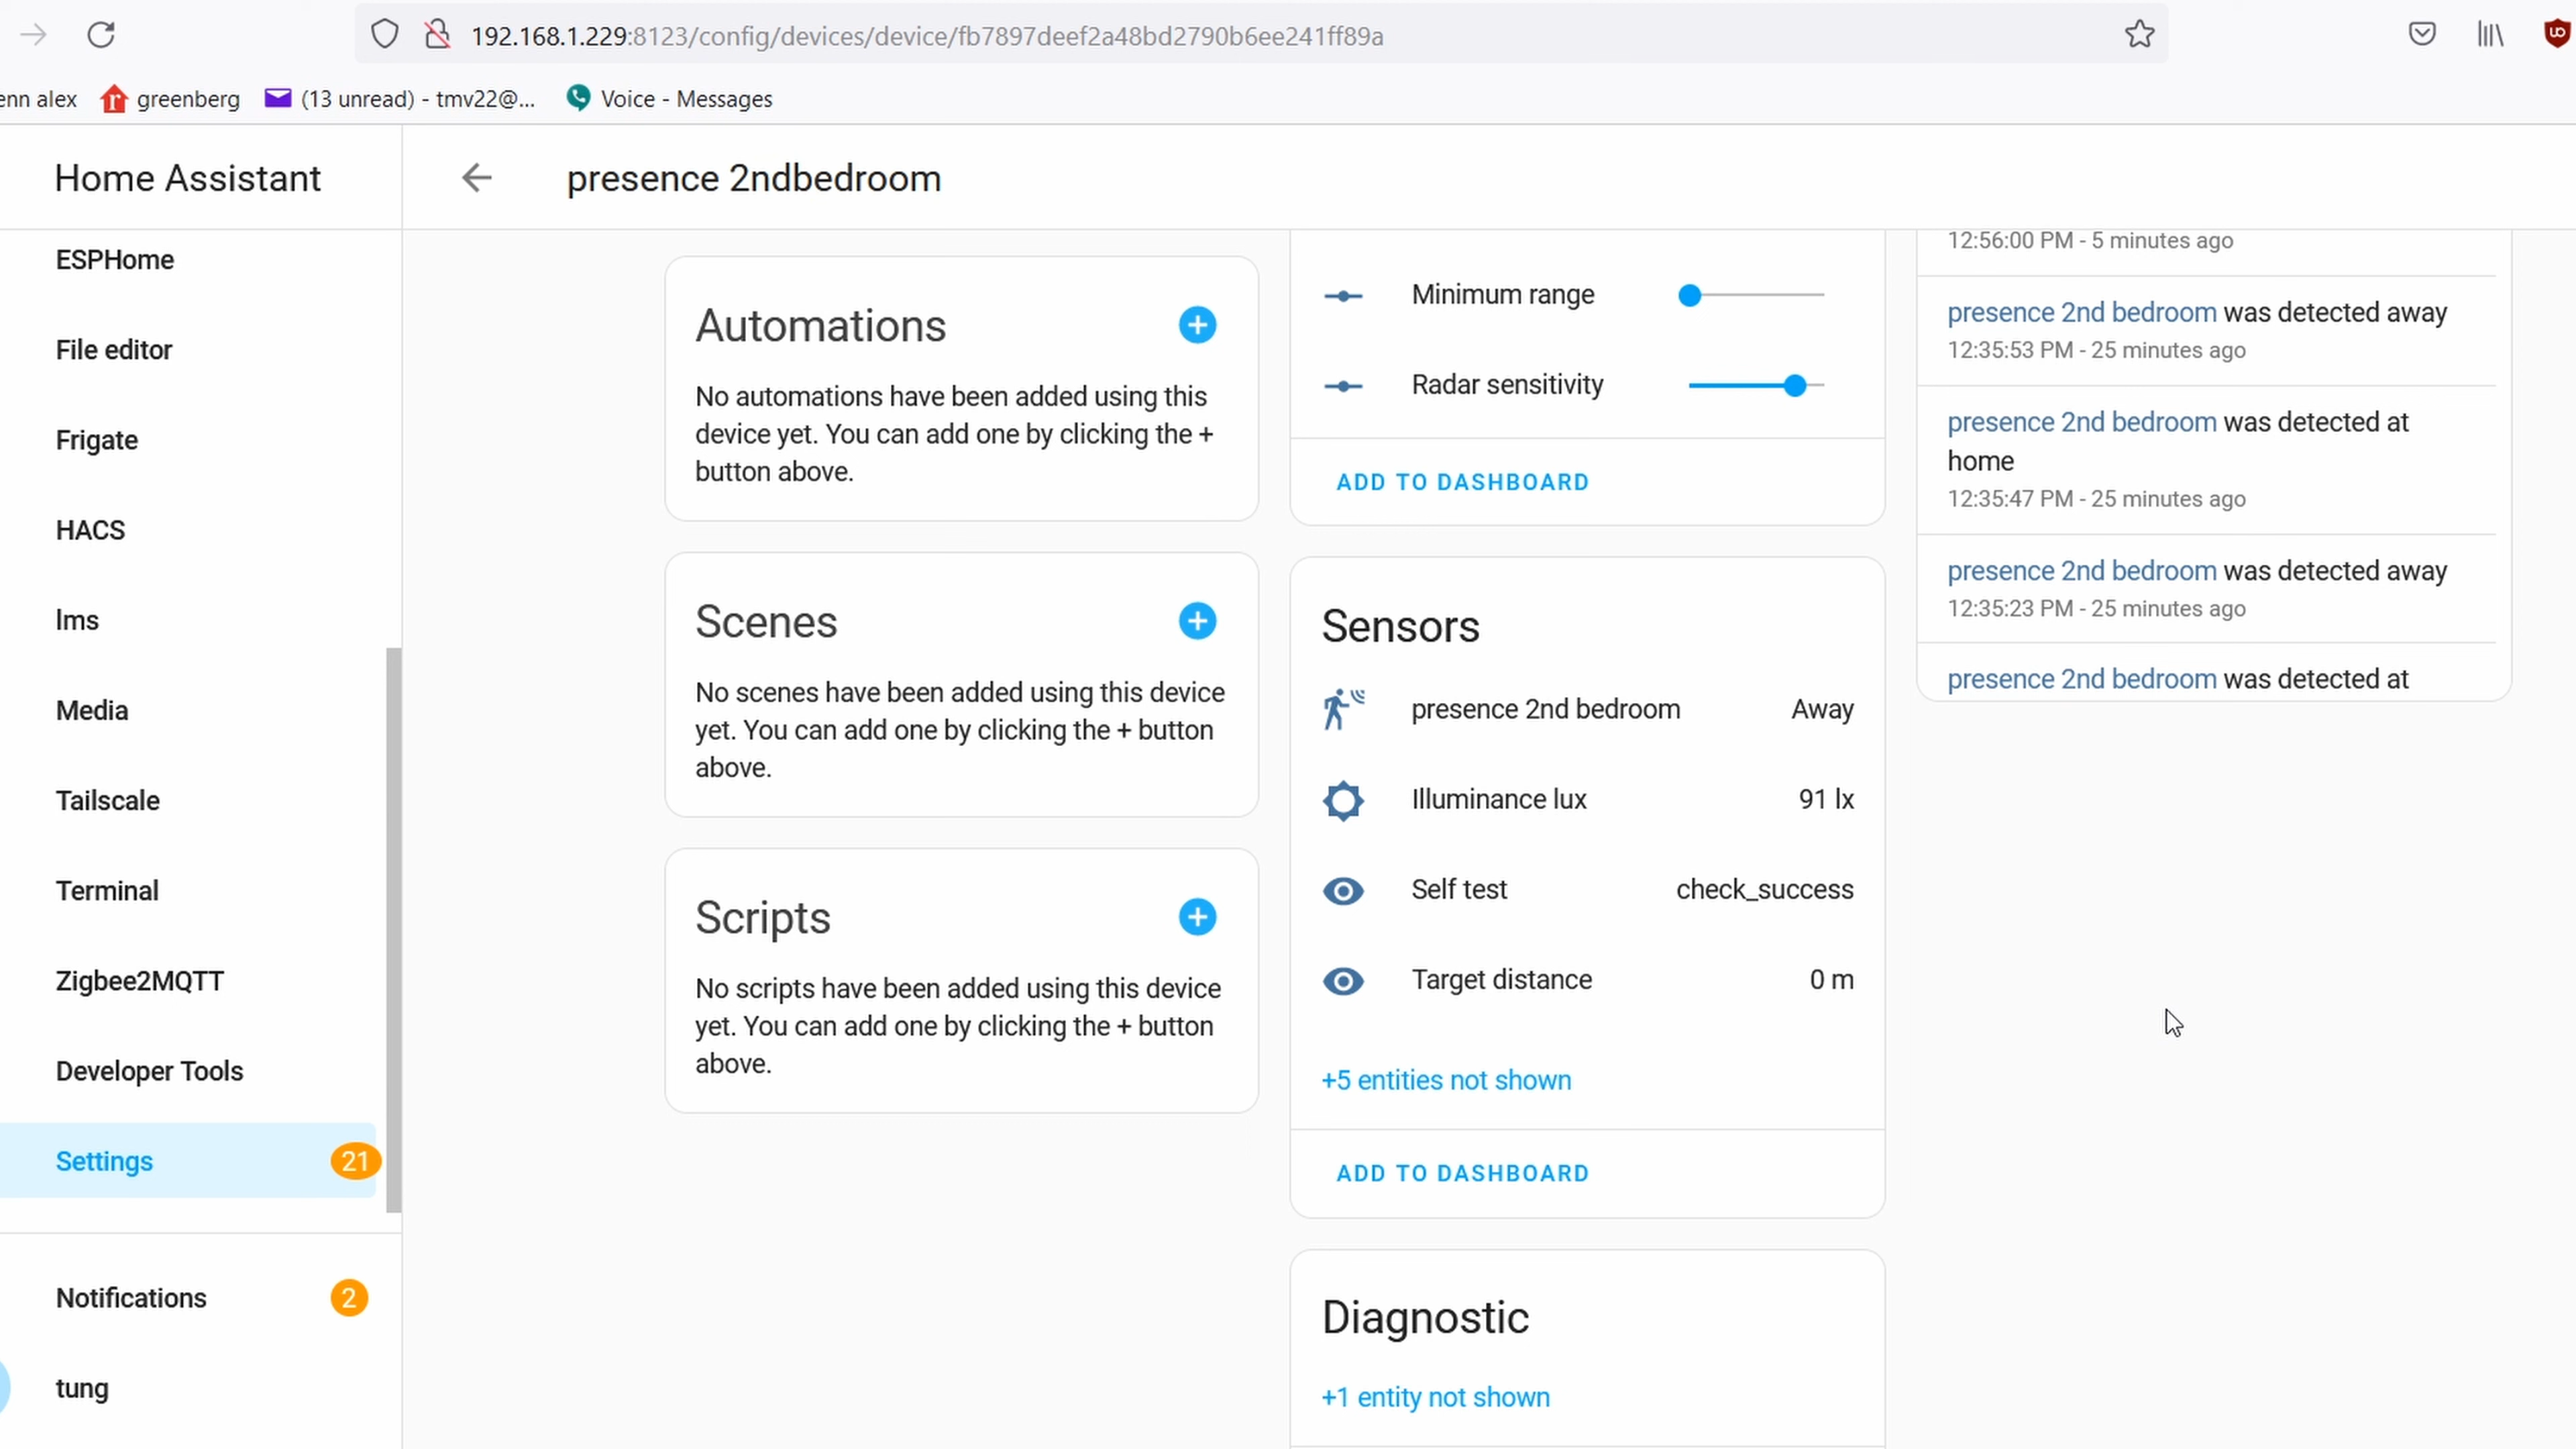 192.168.1.229:8123/config/devices/device/fb7897deef2a48bd2790b6ee241ff89a
enn alex
greenberg
(13 unread) - tmv22@...
Voice - Messages
Home Assistant
presence 2ndbedroom
ESPHome
File editor
Frigate
HACS
lms
Media
Tailscale
Terminal
Zigbee2MQTT
Developer Tools
Settings
21
Notifications
2
tung
Automations
No automations have been added using this
device yet. You can add one by clicking the +
button above.
Scenes
No scenes have been added using this device
yet. You can add one by clicking the + button
above.
Scripts
No scripts have been added using this device
yet. You can add one by clicking the + button
above.
Minimum range
Radar sensitivity
ADD TO DASHBOARD
Sensors
presence 2nd bedroom Away
Illuminance lux 91 lx
Self test check_success
Target distance 0 m
+5 entities not shown
ADD TO DASHBOARD
Diagnostic
+1 entity not shown
12:56:00 PM - 5 minutes ago
presence 2nd bedroom was detected away
12:35:53 PM - 25 minutes ago
presence 2nd bedroom was detected at
home
12:35:47 PM - 25 minutes ago
presence 2nd bedroom was detected away
12:35:23 PM - 25 minutes ago
presence 2nd bedroom was detected at